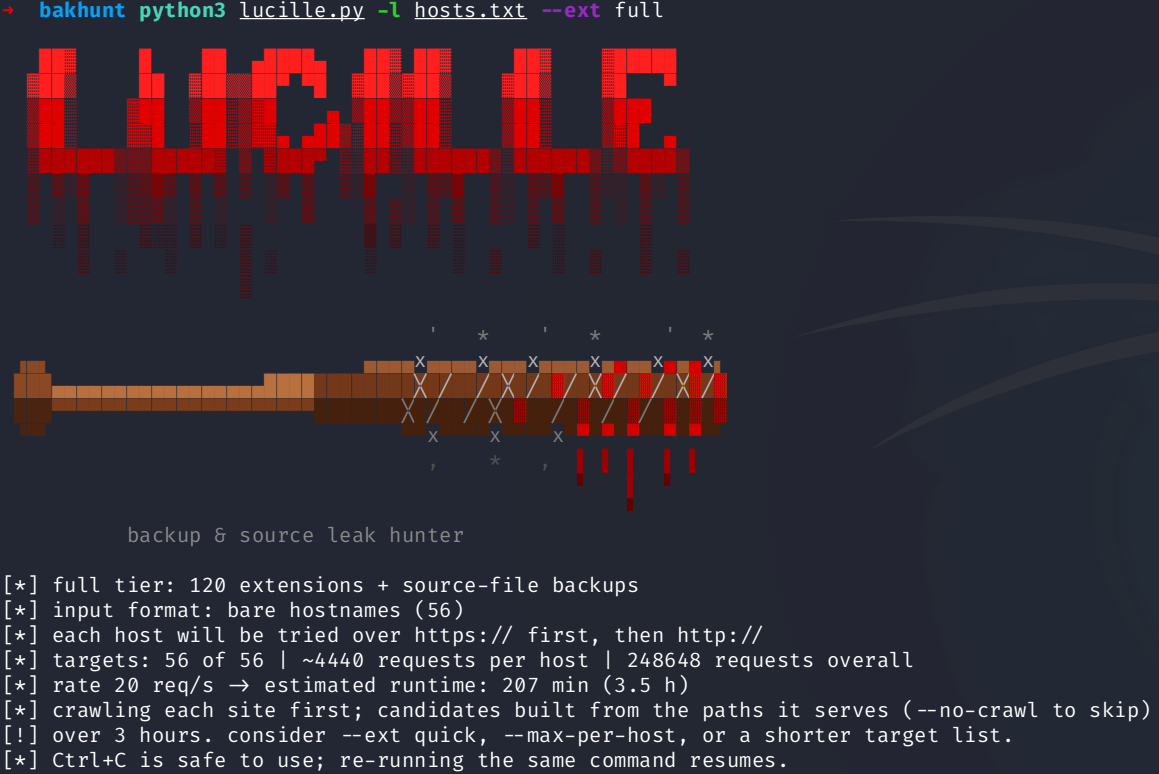 → bakhunt python3 lucille.py -l hosts.txt --ext full
LUCILLE
backup & source leak hunter
[*] full tier: 120 extensions + source-file backups
[*] input format: bare hostnames (56)
[*] each host will be tried over https:// first, then http://
[*] targets: 56 of 56 | ~4440 requests per host | 248648 requests overall
[*] rate 20 req/s → estimated runtime: 207 min (3.5 h)
[*] crawling each site first; candidates built from the paths it serves (--no-crawl to skip)
[!] over 3 hours. consider --ext quick, --max-per-host, or a shorter target list.
[*] Ctrl+C is safe to use; re-running the same command resumes.